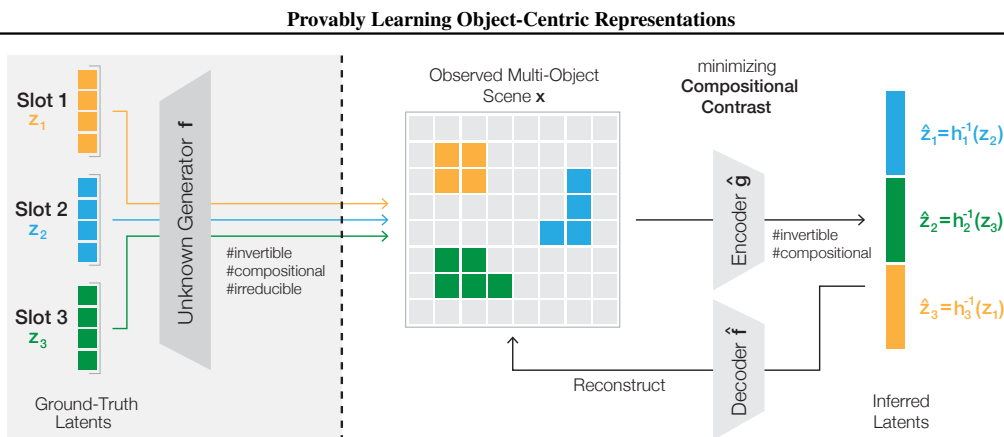 Provably Learning Object-Centric Representations
Slot 1
z₁
Slot 2
z₂
Slot 3
z₃
Ground-Truth
Latents
Unknown Generator f
#invertible
#compositional
#irreducible
Observed Multi-Object
Scene x
minimizing
Compositional
Contrast
Encoder ĝ
#invertible
#compositional
Decoder f̂
Reconstruct
ẑ₁=h₁⁻¹(z₂)
ẑ₂=h₂⁻¹(z₃)
ẑ₃=h₃⁻¹(z₁)
Inferred
Latents